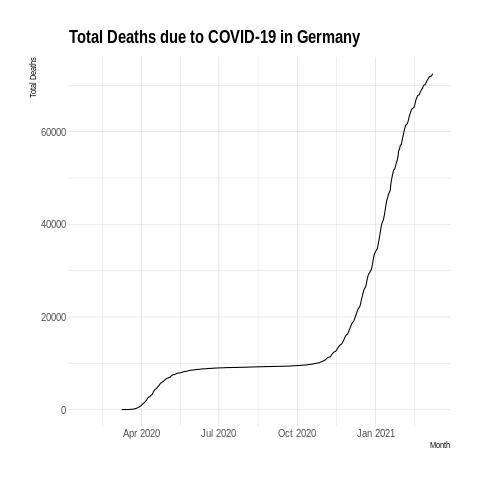 Total Deaths due to COVID-19 in Germany
Total Deaths
60000
40000
20000
0
Apr 2020 Jul 2020 Oct 2020 Jan 2021
Month